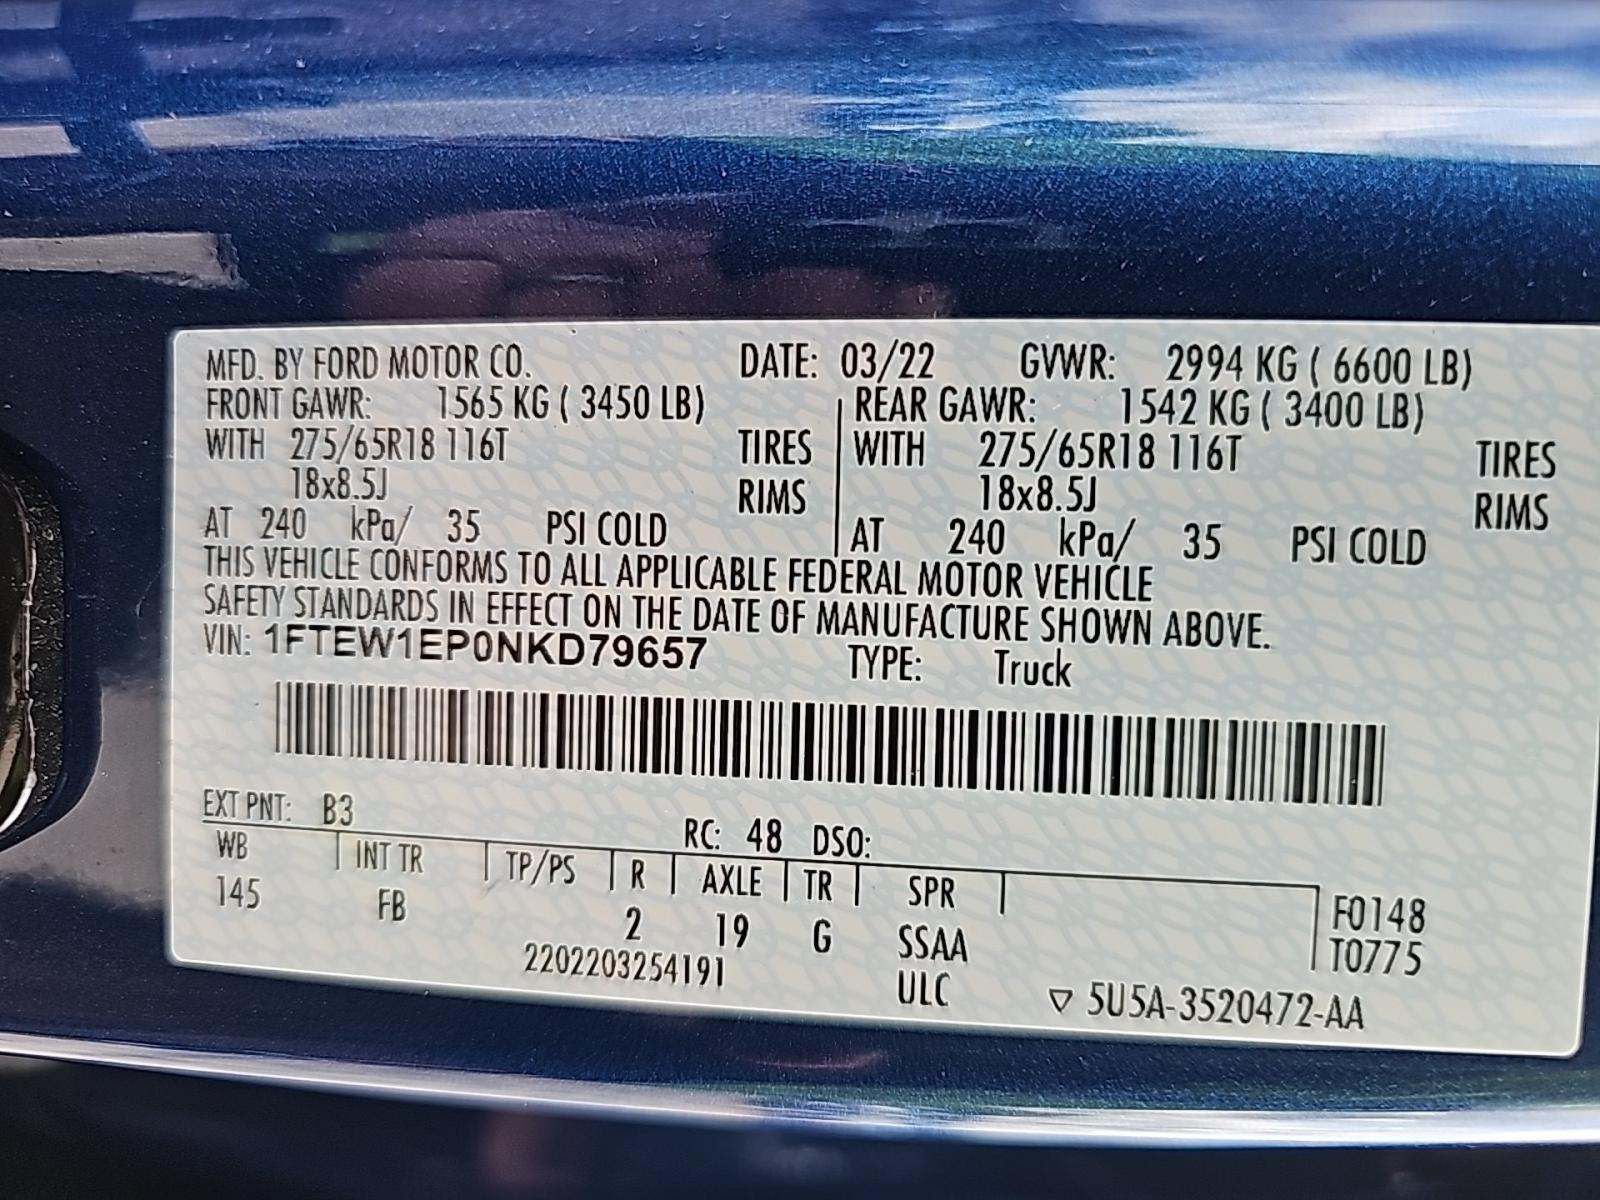 MFD. BY FORD MOTOR CO. DATE: 03/22 GVWR: 2994 KG ( 6600 LB)
FRONT GAWR: 1565 KG ( 3450 LB) REAR GAWR: 1542 KG ( 3400 LB)
WITH 275/65R18 116T TIRES WITH 275/65R18 116T TIRES
18x8.5J RIMS 18x8.5J RIMS
AT 240 kPa/ 35 PSI COLD AT 240 kPa/ 35 PSI COLD
THIS VEHICLE CONFORMS TO ALL APPLICABLE FEDERAL MOTOR VEHICLE
SAFETY STANDARDS IN EFFECT ON THE DATE OF MANUFACTURE SHOWN ABOVE.
VIN: 1FTEW1EP0NKD79657 TYPE: Truck
EXT PNT: B3 RC: 48 DSO:
WB INT TR TP/PS R AXLE TR SPR
145 FB 2 19 G SSAA F0148
T0775
2202203254191 ULC ▽ 5U5A-3520472-AA